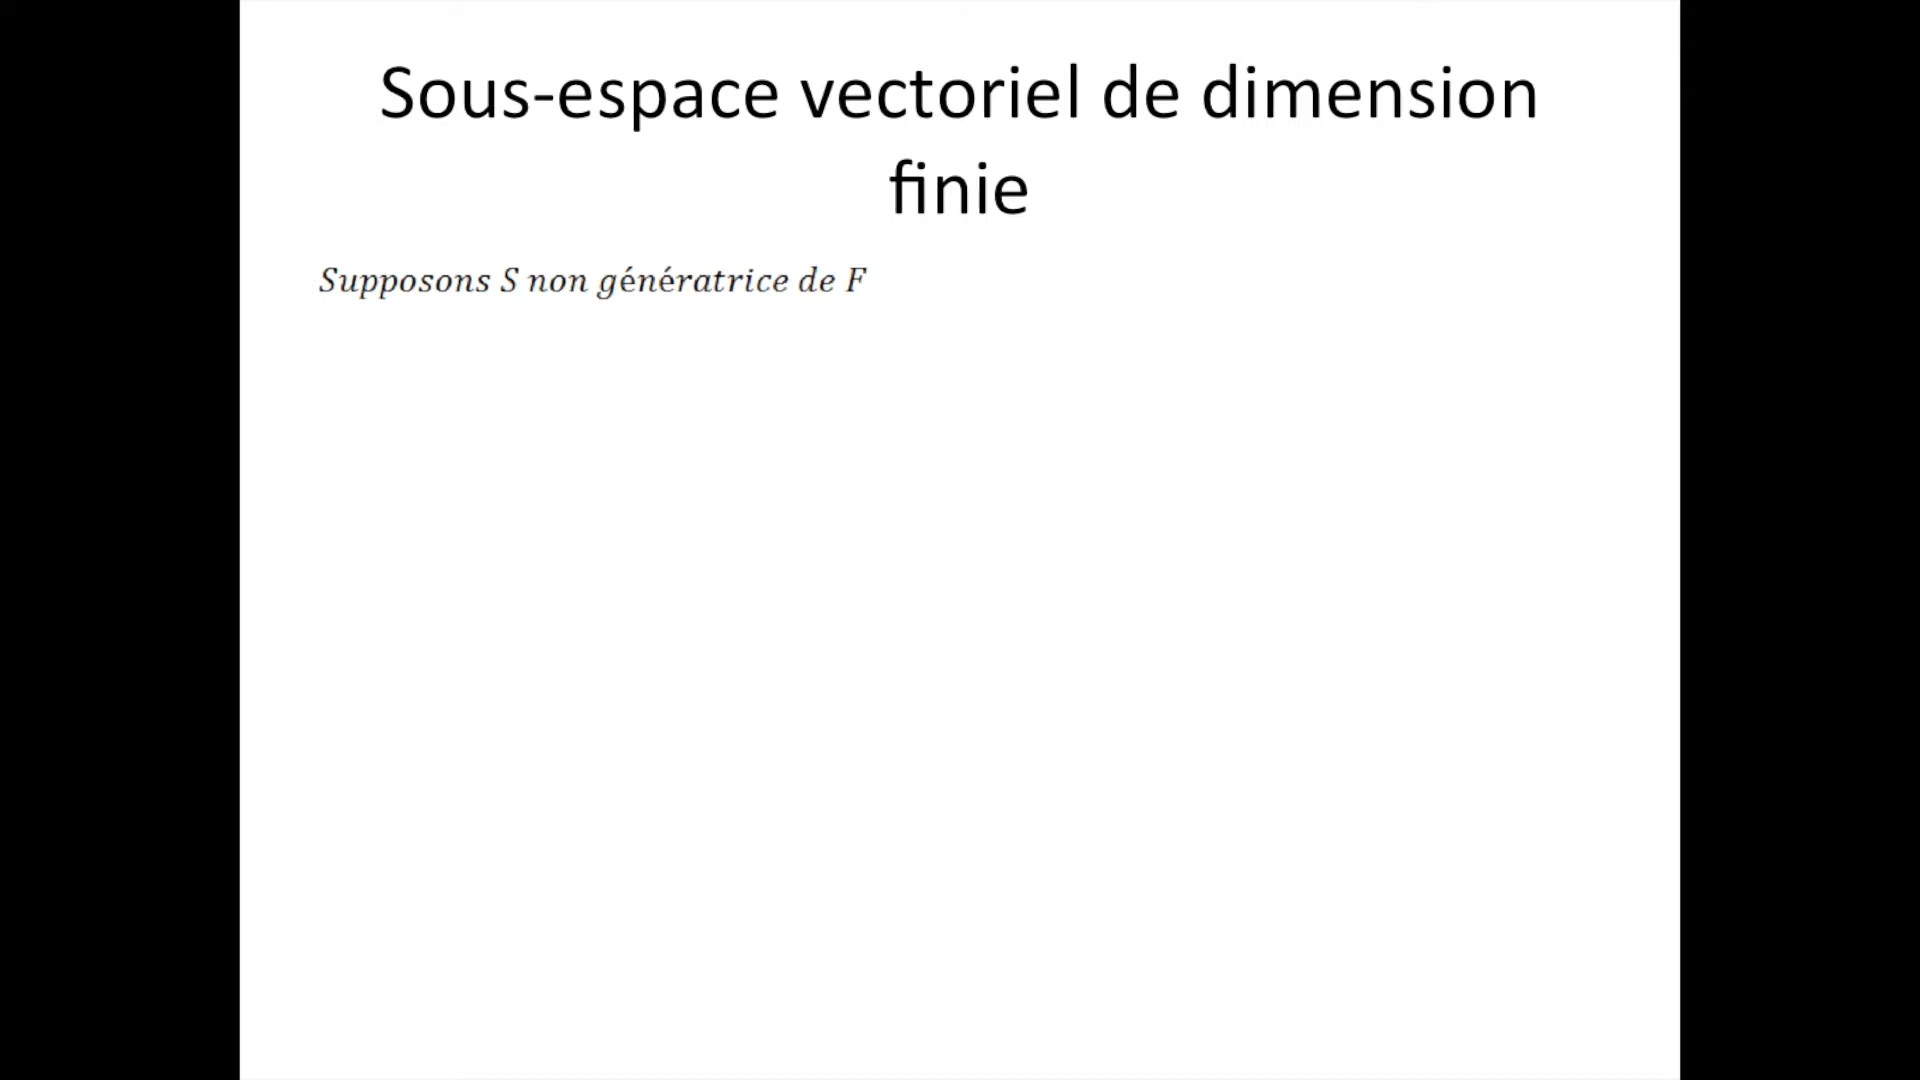 Sous-espace vectoriel de dimension
finie
Supposons S non génératrice de F